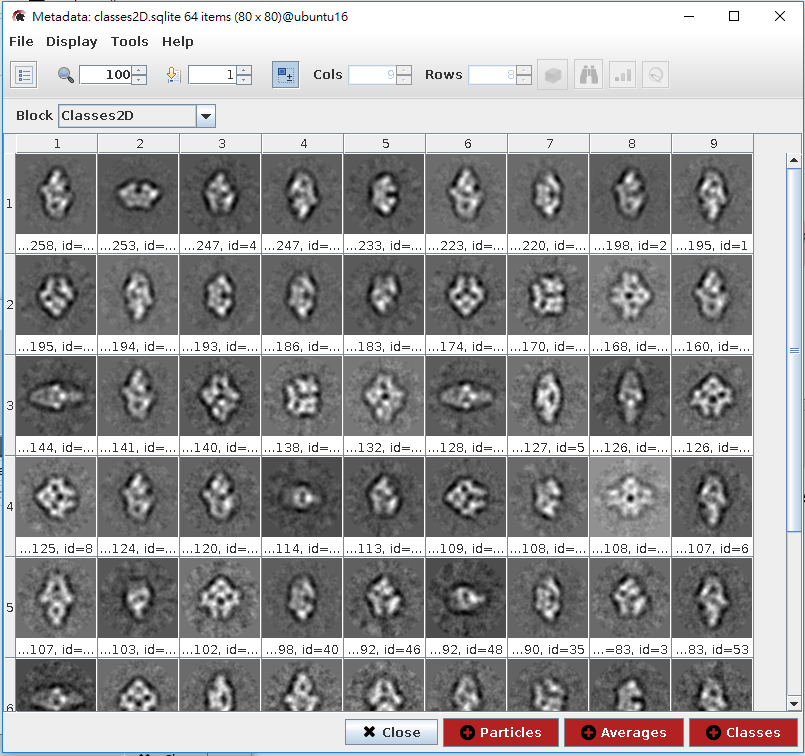 Metadata: classes2D.sqlite 64 items (80 x 80)@ubuntu16
File Display Tools Help
100 1 Cols 9 Rows 8
Block Classes2D
1 2 3 4 5 6 7 8 9
1
...258, id=... ...253, id=... ...247, id=4 ...247, id=... ...233, id=... ...223, id=... ...220, id=... ...198, id=2 ...195, id=1
2
...195, id=... ...194, id=... ...193, id=... ...186, id=... ...183, id=... ...174, id=... ...170, id=... ...168, id=... ...160, id=...
3
...144, id=... ...141, id=... ...140, id=... ...138, id=... ...132, id=... ...128, id=... ...127, id=5 ...126, id=... ...126, id=...
4
...125, id=8 ...124, id=... ...120, id=... ...114, id=... ...113, id=... ...109, id=... ...108, id=... ...108, id=... ...107, id=6
5
...107, id=... ...103, id=... ...102, id=... ...98, id=40 ...92, id=46 ...92, id=48 ...90, id=35 ...=83, id=3 ...83, id=53
6
Close Particles Averages Classes